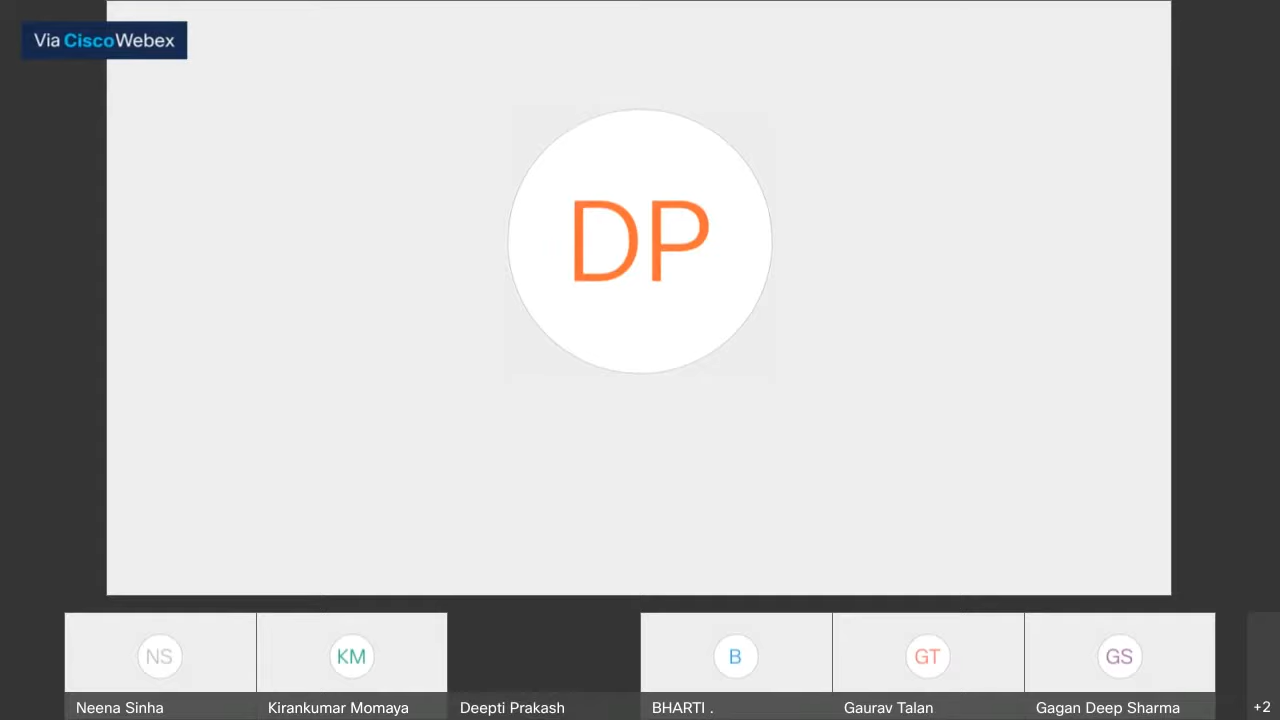 Via CiscoWebex
DP
NS
KM
B
GT
GS
Neena Sinha
Kirankumar Momaya
Deepti Prakash
BHARTI .
Gaurav Talan
Gagan Deep Sharma
+2